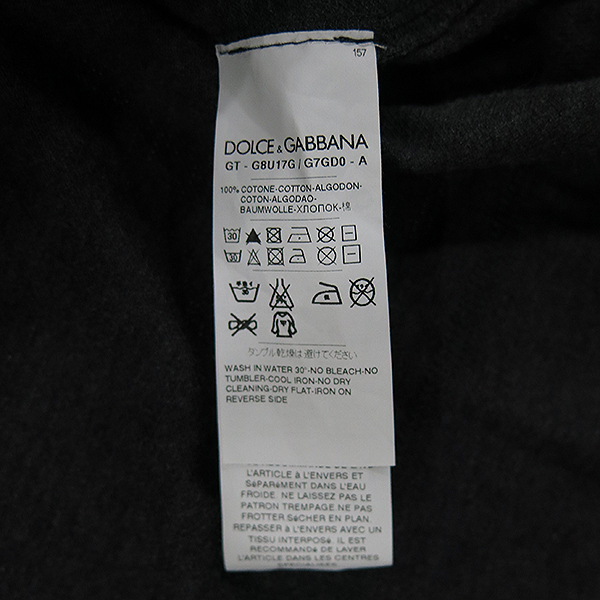 157
DOLCE & GABBANA
GT - G8U17G / G7GD0 - A
100% COTONE-COTTON-ALGODON-
COTON-ALGODAO-
BAUMWOLLE-ХЛОПОК-棉
30
30
30
タンブル乾燥は避けてください
WASH IN WATER 30°-NO BLEACH-NO
TUMBLER-COOL IRON-NO DRY
CLEANING-DRY FLAT-IRON ON
REVERSE SIDE
L'ARTICLE à L'ENVERS ET
SéPARéMENT DANS L'EAU
FROIDE. NE LAISSEZ PAS LE
PATRON TREMPAGE NE PAS
FROTTER SéCHER EN PLAN.
REPASSER à L'ENVERS AVEC UN
TISSU INTERPOSé. IL EST
RECOMMANDé DE LAVER
L'ARTICLE DANS LES CENTRES